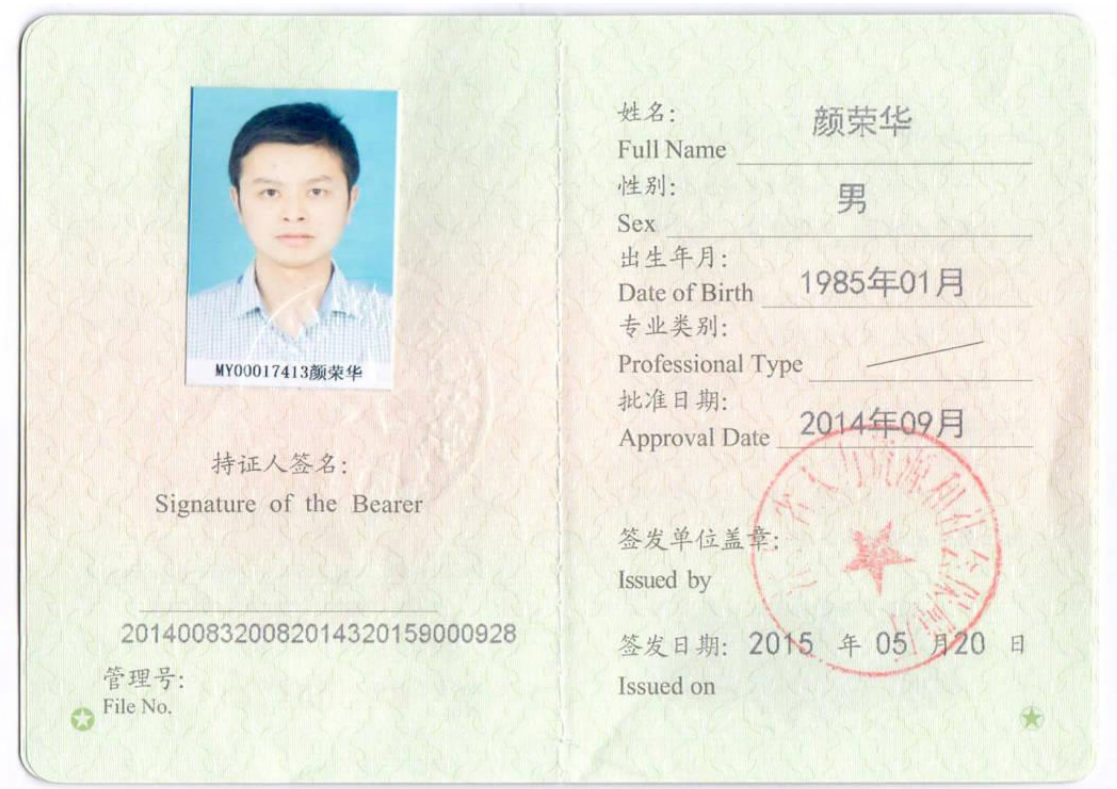 MY00017413颜荣华
持证人签名:
Signature of the Bearer
20140083200820143201590000928
管理号:
File No.
姓名:
颜荣华
Full Name
性别:
男
Sex
出生年月:
1985年01月
Date of Birth
专业类别:
Professional Type
批准日期:
2014年09月
Approval Date
签发单位盖章:
Issued by
签发日期: 2015 年 05 月20 日
Issued on